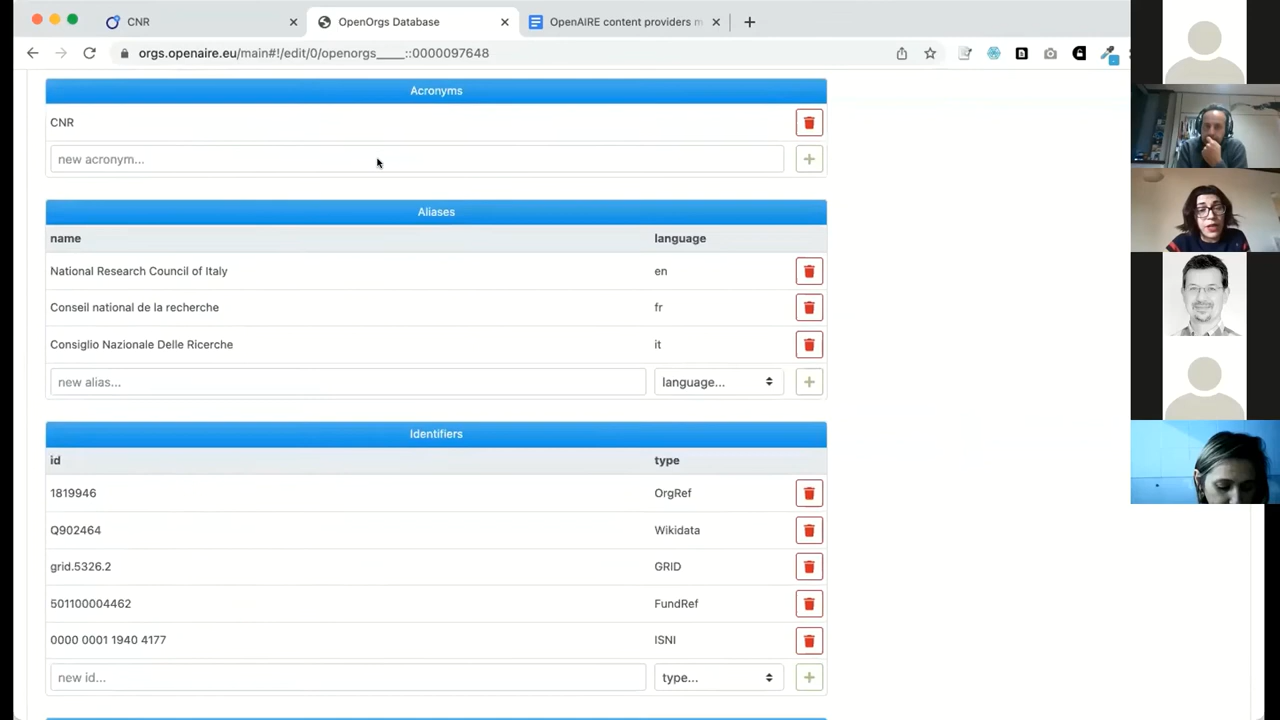 CNR
OpenOrgs Database
OpenAIRE content providers m
orgs.openaire.eu/main#!/edit/0/openorgs____::0000097648
Acronyms
CNR
new acronym...
Aliases
name language
National Research Council of Italy en
Conseil national de la recherche fr
Consiglio Nazionale Delle Ricerche it
new alias... language...
Identifiers
id type
1819946 OrgRef
Q902464 Wikidata
grid.5326.2 GRID
501100004462 FundRef
0000 0001 1940 4177 ISNI
new id... type...